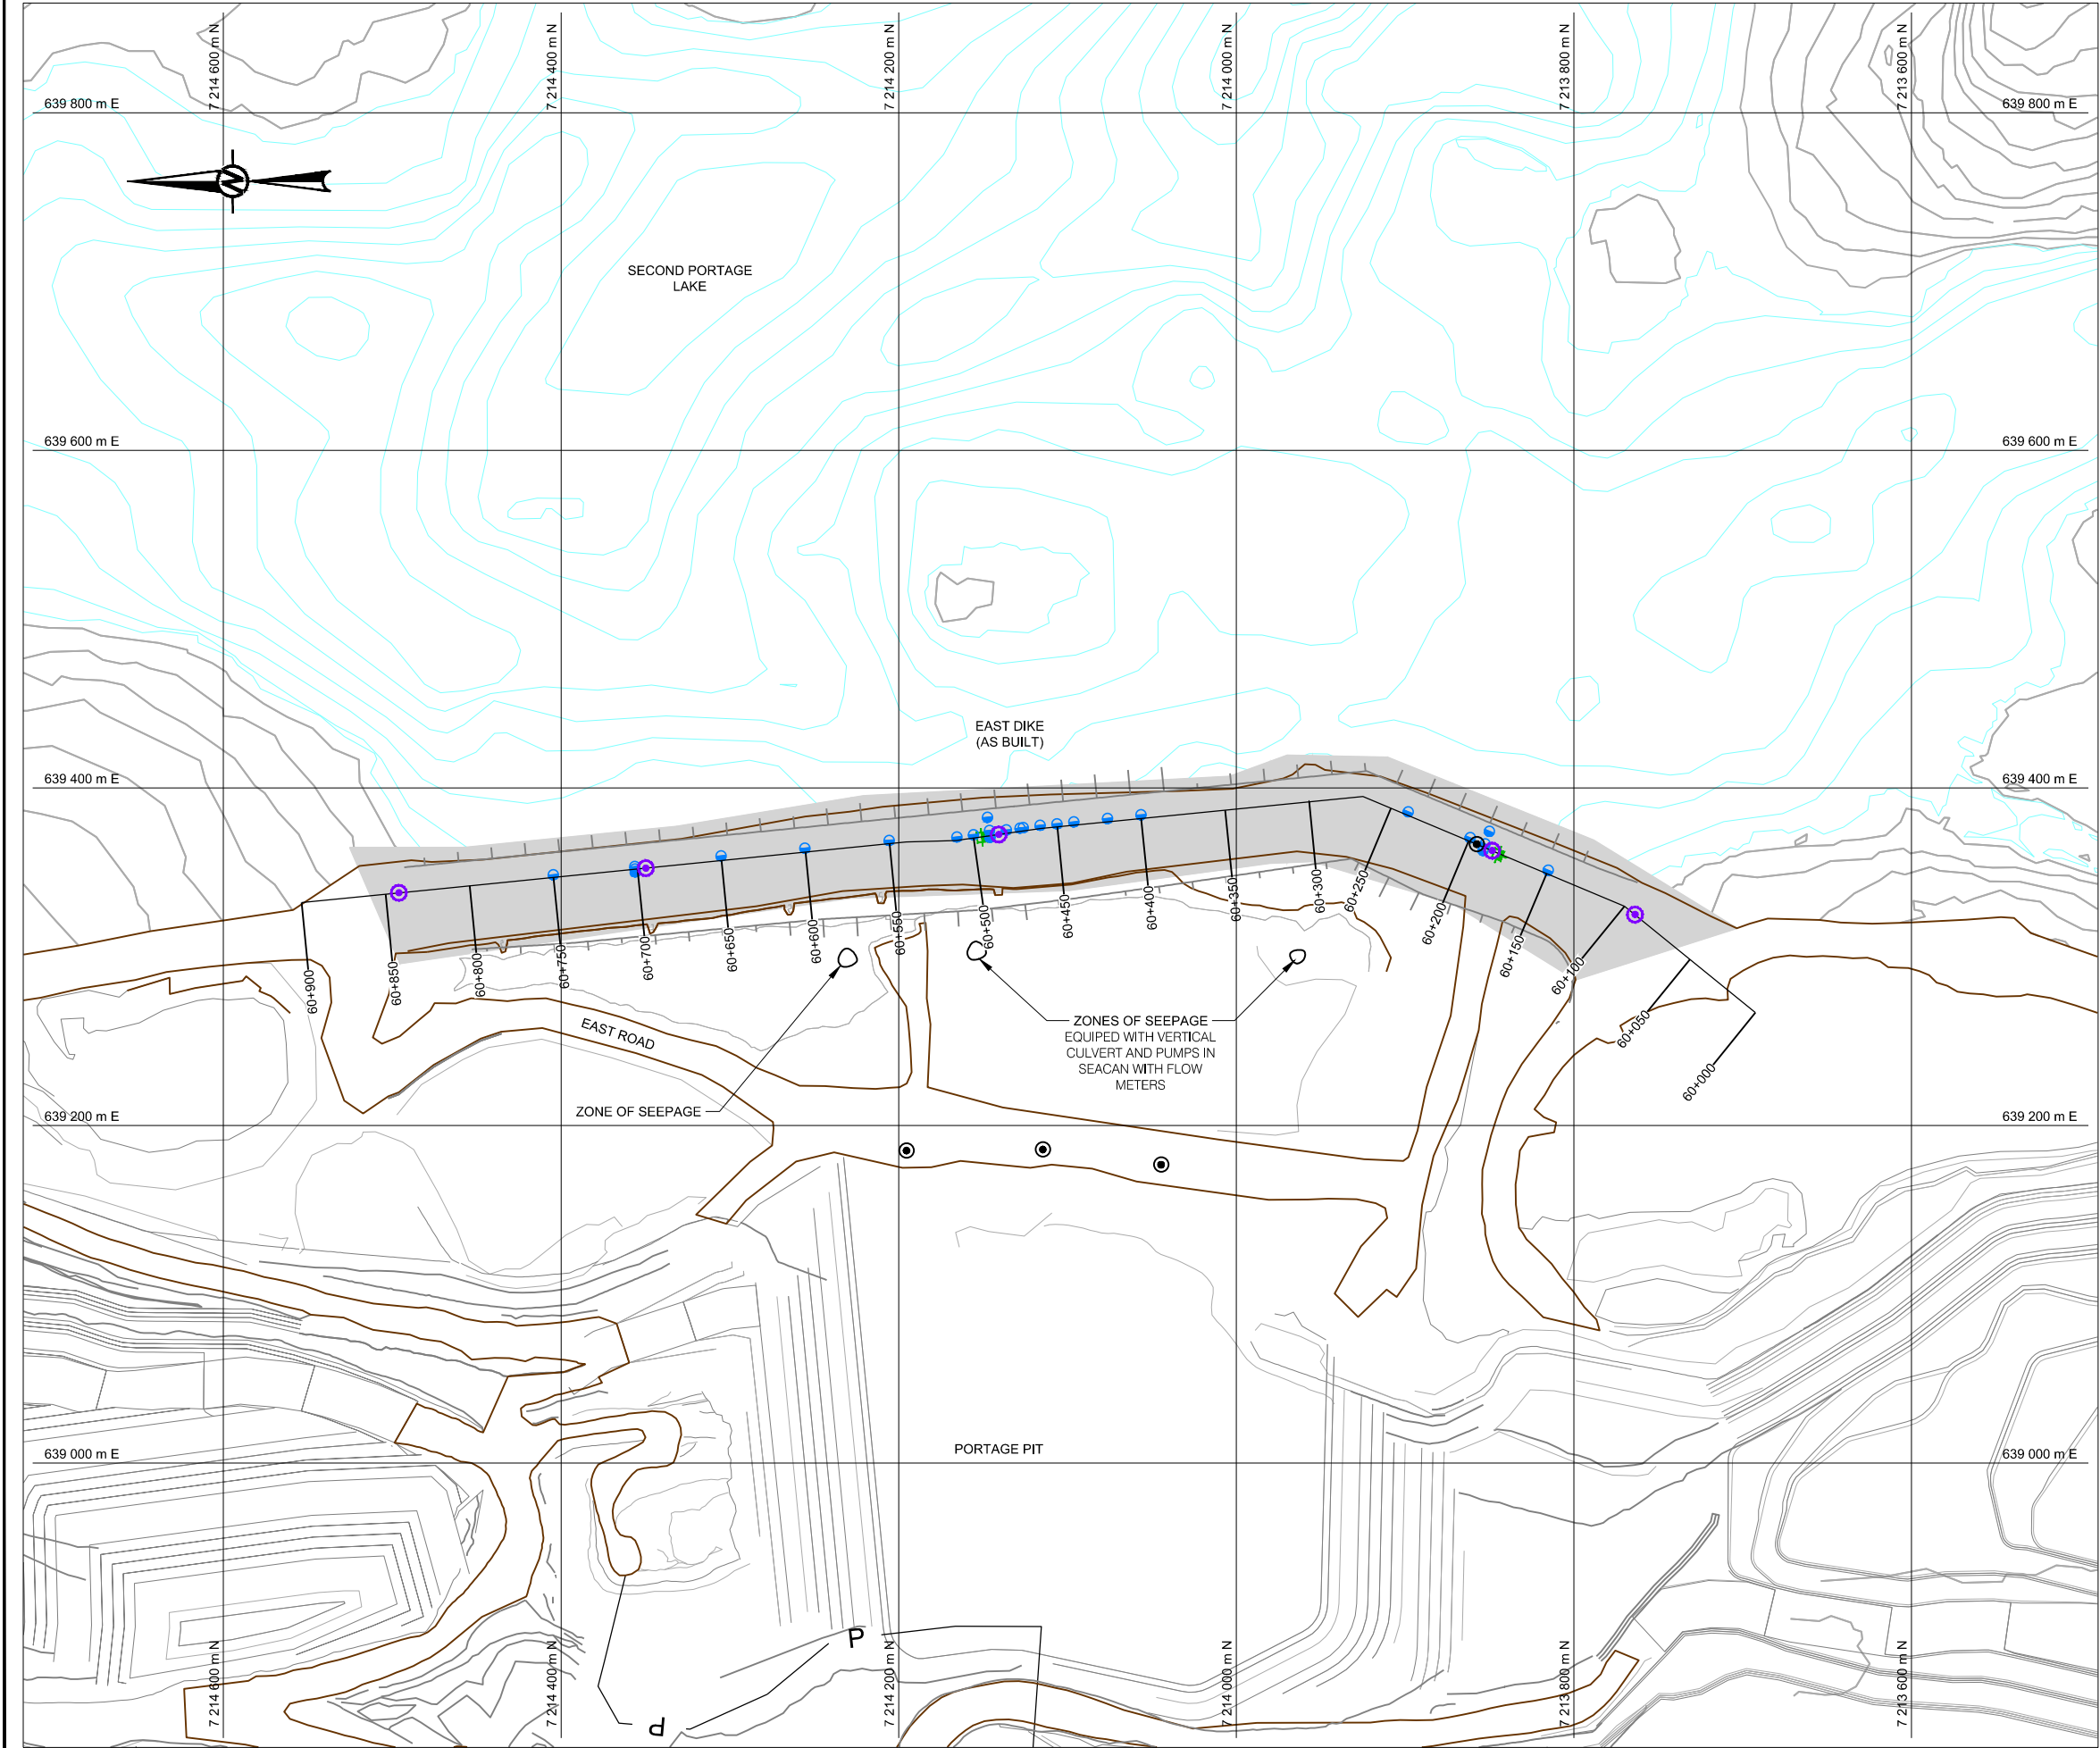 7 214 600 m N
7 214 400 m N
7 214 200 m N
7 214 000 m N
7 213 800 m N
7 213 600 m N
639 800 m E
639 800 m E
N
SECOND PORTAGE
LAKE
639 600 m E
639 600 m E
EAST DIKE
(AS BUILT)
639 400 m E
639 400 m E
60+900
60+850
60+800
60+750
60+700
60+650
60+600
60+550
60+500
60+450
60+400
60+350
60+300
60+250
60+200
60+150
60+100
60+050
60+000
EAST ROAD
ZONES OF SEEPAGE
EQUIPED WITH VERTICAL
CULVERT AND PUMPS IN
SEACAN WITH FLOW
METERS
ZONE OF SEEPAGE
639 200 m E
639 200 m E
PORTAGE PIT
639 000 m E
639 000 m E
P
P
7 214 600 m N
7 214 400 m N
7 214 200 m N
7 214 000 m N
7 213 800 m N
7 213 600 m N